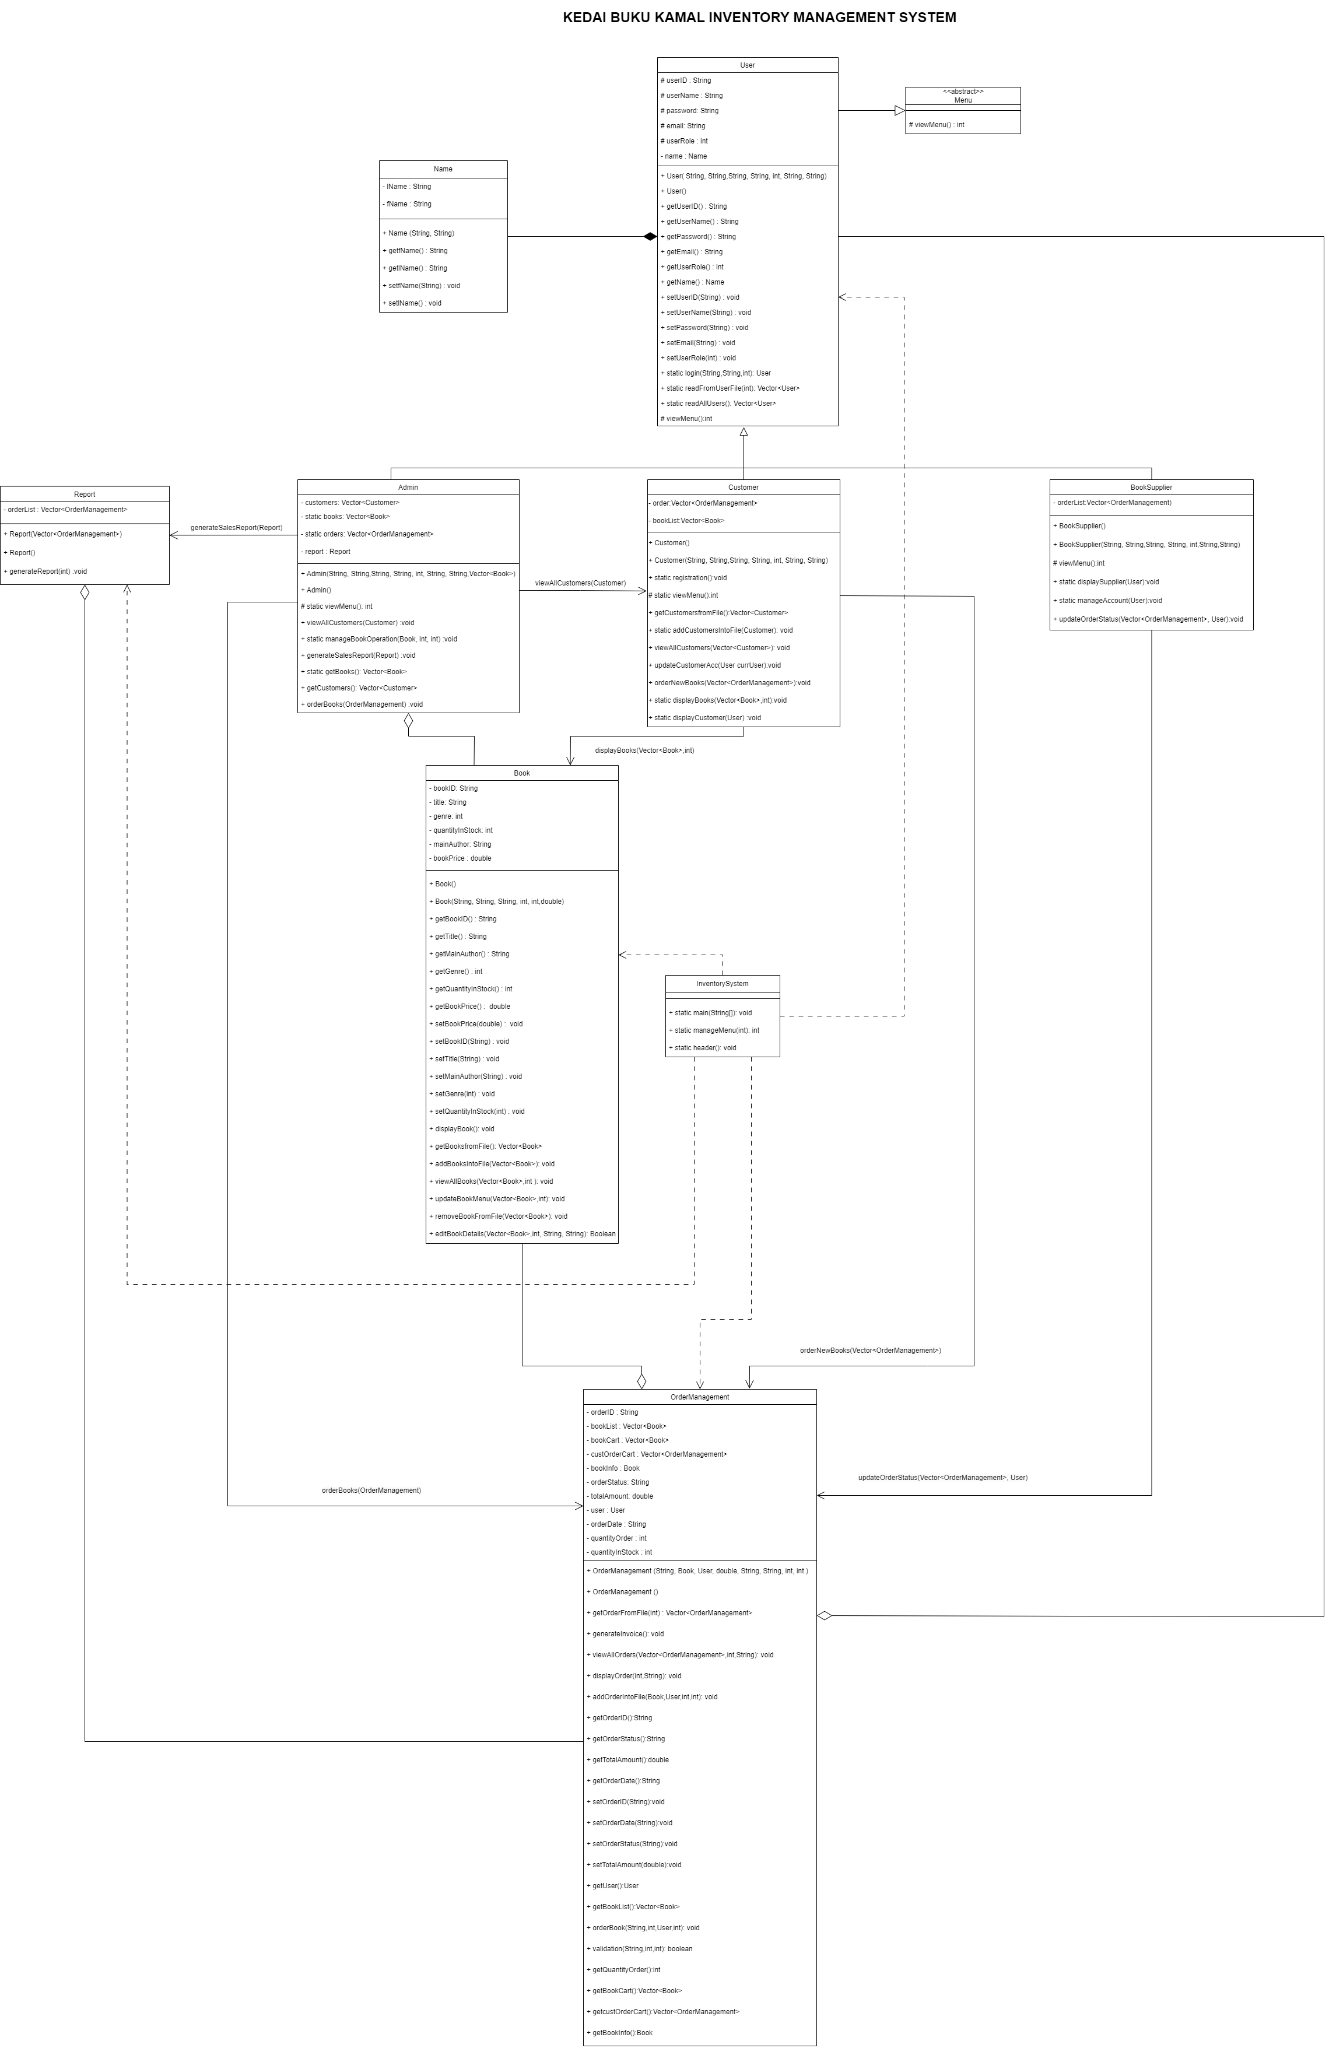 KEDAI BUKU KAMAL INVENTORY MANAGEMENT SYSTEM
User
# userID : String
# userName : String
# password: String
# email: String
# userRole : int
- name : Name
+ User( String, String,String, String, int, String, String)
+ User()
+ getUserID() : String
+ getUserName() : String
+ getPassword() : String
+ getEmail() : String
+ getUserRole() : int
+ getName() : Name
+ setUserID(String) : void
+ setUserName(String) : void
+ setPassword(String) : void
+ setEmail(String) : void
+ setUserRole(int) : void
+ static login(String,String,int): User
+ static readFromUserFile(int): Vector<User>
+ static readAllUsers(): Vector<User>
# viewMenu():int
<<abstract>>
Menu
# viewMenu() : int
Name
- lName : String
- fName : String
+ Name (String, String)
+ getfName() : String
+ getlName() : String
+ setfName(String) : void
+ setlName() : void
Report
- orderList : Vector<OrderManagement>
+ Report(Vector<OrderManagement>)
+ Report()
+ generateReport(int) :void
generateSalesReport(Report)
Admin
- customers: Vector<Customer>
- static books: Vector<Book>
- static orders: Vector<OrderManagement>
- report : Report
+ Admin(String, String,String, String, int, String, String,Vector<Book>)
+ Admin()
# static viewMenu(): int
+ viewAllCustomers(Customer) :void
+ static manageBookOperation(Book, int, int) :void
+ generateSalesReport(Report) :void
+ static getBooks(): Vector<Book>
+ getCustomers(): Vector<Customer>
+ orderBooks(OrderManagement) :void
viewAllCustomers(Customer)
Customer
- order:Vector<OrderManagement>
- bookList:Vector<Book>
+ Customer()
+ Customer(String, String,String, String, int, String, String)
+ static registration():void
# static viewMenu():int
+ getCustomersfromFile():Vector<Customer>
+ static addCustomersIntoFile(Customer): void
+ viewAllCustomers(Vector<Customer>): void
+ updateCustomerAcc(User currUser):void
+ orderNewBooks(Vector<OrderManagement>):void
+ static displayBooks(Vector<Book>,int):void
+ static displayCustomer(User) :void
BookSupplier
- orderList:Vector<OrderManagement)
+ BookSupplier()
+ BookSupplier(String, String,String, String, int,String,String)
# viewMenu():int
+ static displaySupplier(User):void
+ static manageAccount(User):void
+ updateOrderStatus(Vector<OrderManagement>, User):void
displayBooks(Vector<Book>,int)
Book
- bookID: String
- title: String
- genre: int
- quantityInStock: int
- mainAuthor: String
- bookPrice : double
+ Book()
+ Book(String, String, String, int, int,double)
+ getBookID() : String
+ getTitle() : String
+ getMainAuthor() : String
+ getGenre() : int
+ getQuantityInStock() : int
+ getBookPrice() : double
+ setBookPrice(double) : void
+ setBookID(String) : void
+ setTitle(String) : void
+ setMainAuthor(String) : void
+ setGenre(int) : void
+ setQuantityInStock(int) : void
+ displayBook(): void
+ getBooksfromFile(): Vector<Book>
+ addBooksIntoFile(Vector<Book>): void
+ viewAllBooks(Vector<Book>,int ): void
+ updateBookMenu(Vector<Book>,int): void
+ removeBookFromFile(Vector<Book>): void
+ editBookDetails(Vector<Book>,int, String, String): Boolean
InventorySystem
+ static main(String[]): void
+ static manageMenu(int): int
+ static header(): void
orderNewBooks(Vector<OrderManagement>)
orderBooks(OrderManagement)
updateOrderStatus(Vector<OrderManagement>, User)
OrderManagement
- orderID : String
- bookList : Vector<Book>
- bookCart : Vector<Book>
- custOrderCart : Vector<OrderManagement>
- bookInfo : Book
- orderStatus: String
- totalAmount: double
- user : User
- orderDate : String
- quantityOrder : int
- quantityInStock : int
+ OrderManagement (String, Book, User, double, String, String, int, int )
+ OrderManagement ()
+ getOrderFromFile(int) : Vector<OrderManagement>
+ generateInvoice(): void
+ viewAllOrders(Vector<OrderManagement>,int,String): void
+ displayOrder(int,String): void
+ addOrderintoFile(Book,User,int,int): void
+ getOrderID():String
+ getOrderStatus():String
+ getTotalAmount():double
+ getOrderDate():String
+ setOrderID(String):void
+ setOrderDate(String):void
+ setOrderStatus(String):void
+ setTotalAmount(double):void
+ getUser():User
+ getBookList():Vector<Book>
+ orderBook(String,int,User,int): void
+ validation(String,int,int): boolean
+ getQuantityOrder():int
+ getBookCart():Vector<Book>
+ getcustOrderCart():Vector<OrderManagement>
+ getBookInfo():Book